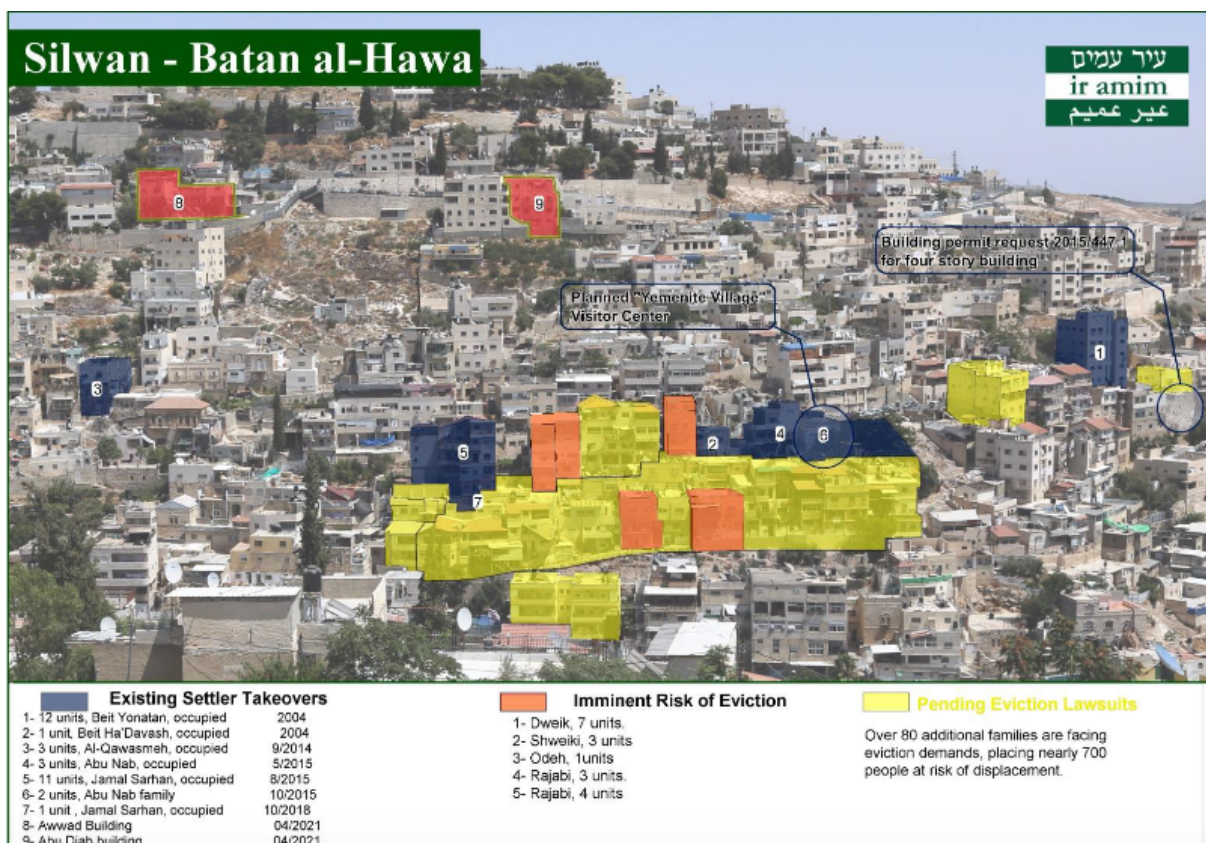 Silwan - Batan al-Hawa
עיר עמים
ir amim
عير عميم
8
9
Building permit request 2015/447.1
for four story building
Planned "Yemenite Village"
Visitor Center
1
3
2
4
6
5
7
Existing Settler Takeovers
1- 12 units, Beit Yonatan, occupied 2004
2- 1 unit, Beit Ha'Davash, occupied 2004
3- 3 units, Al-Qawasmeh, occupied 9/2014
4- 3 units, Abu Nab, occupied 5/2015
5- 11 units, Jamal Sarhan, occupied 8/2015
6- 2 units, Abu Nab family 10/2015
7- 1 unit , Jamal Sarhan, occupied 10/2018
8- Awwad Building 04/2021
9- Abu Diab building 04/2021
Imminent Risk of Eviction
1- Dweik, 7 units.
2- Shweiki, 3 units
3- Odeh, 1units
4- Rajabi, 3 units.
5- Rajabi, 4 units
Pending Eviction Lawsuits
Over 80 additional families are facing
eviction demands, placing nearly 700
people at risk of displacement.